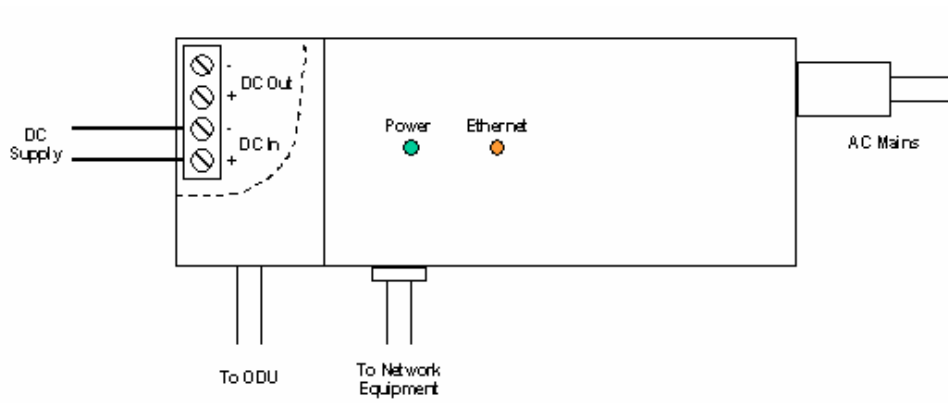 -
DC Out
+
-
DC In
+
DC
Supply
Power
Ethernet
AC Mains
To ODU
To Network
Equipment